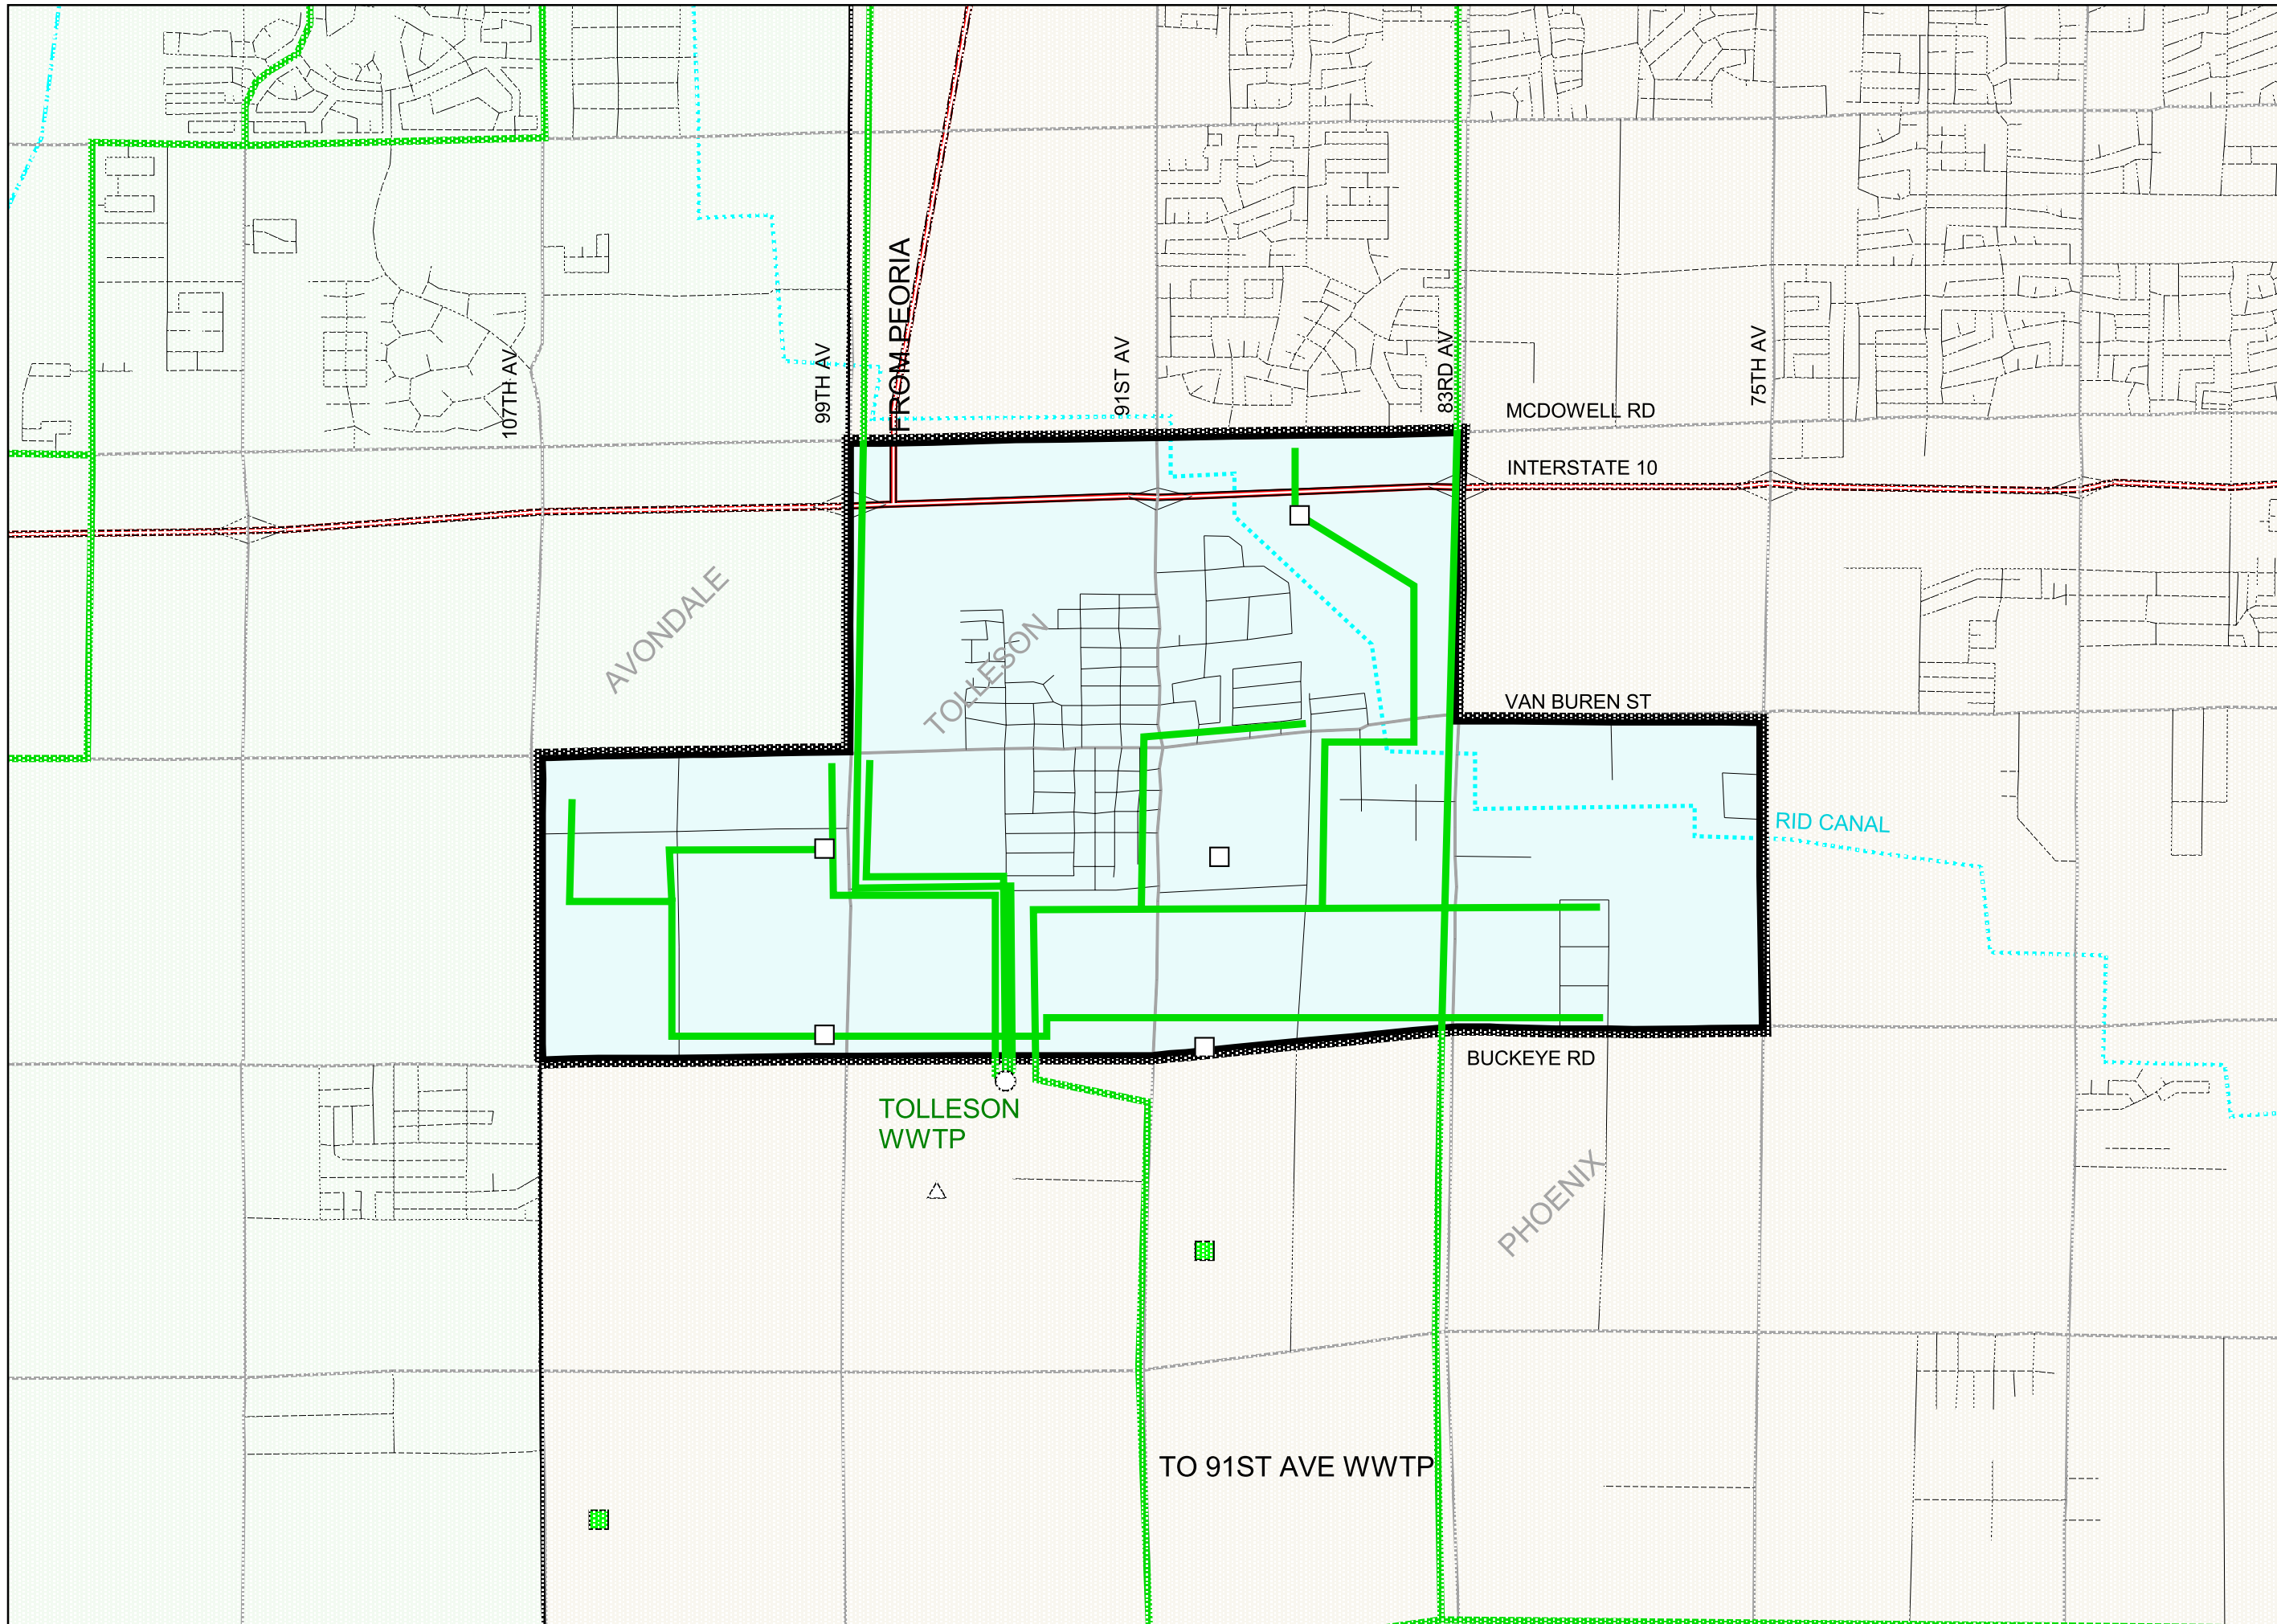 FROM PEORIA
107TH AV
99TH AV
91ST AV
83RD AV
75TH AV
MCDOWELL RD
INTERSTATE 10
AVONDALE
TOLLESON
VAN BUREN ST
RID CANAL
BUCKEYE RD
TOLLESON
WWTP
PHOENIX
TO 91ST AVE WWTP